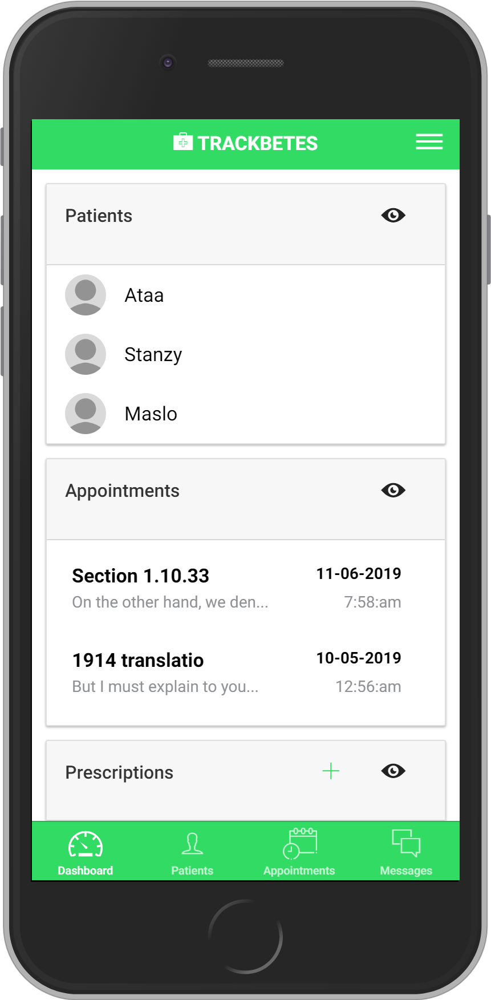 TRACKBETES
Patients
Ataa
Stanzy
Maslo
Appointments
Section 1.10.33 11-06-2019
On the other hand, we den... 7:58:am
1914 translatio 10-05-2019
But I must explain to you... 12:56:am
Prescriptions
Dashboard Patients Appointments Messages